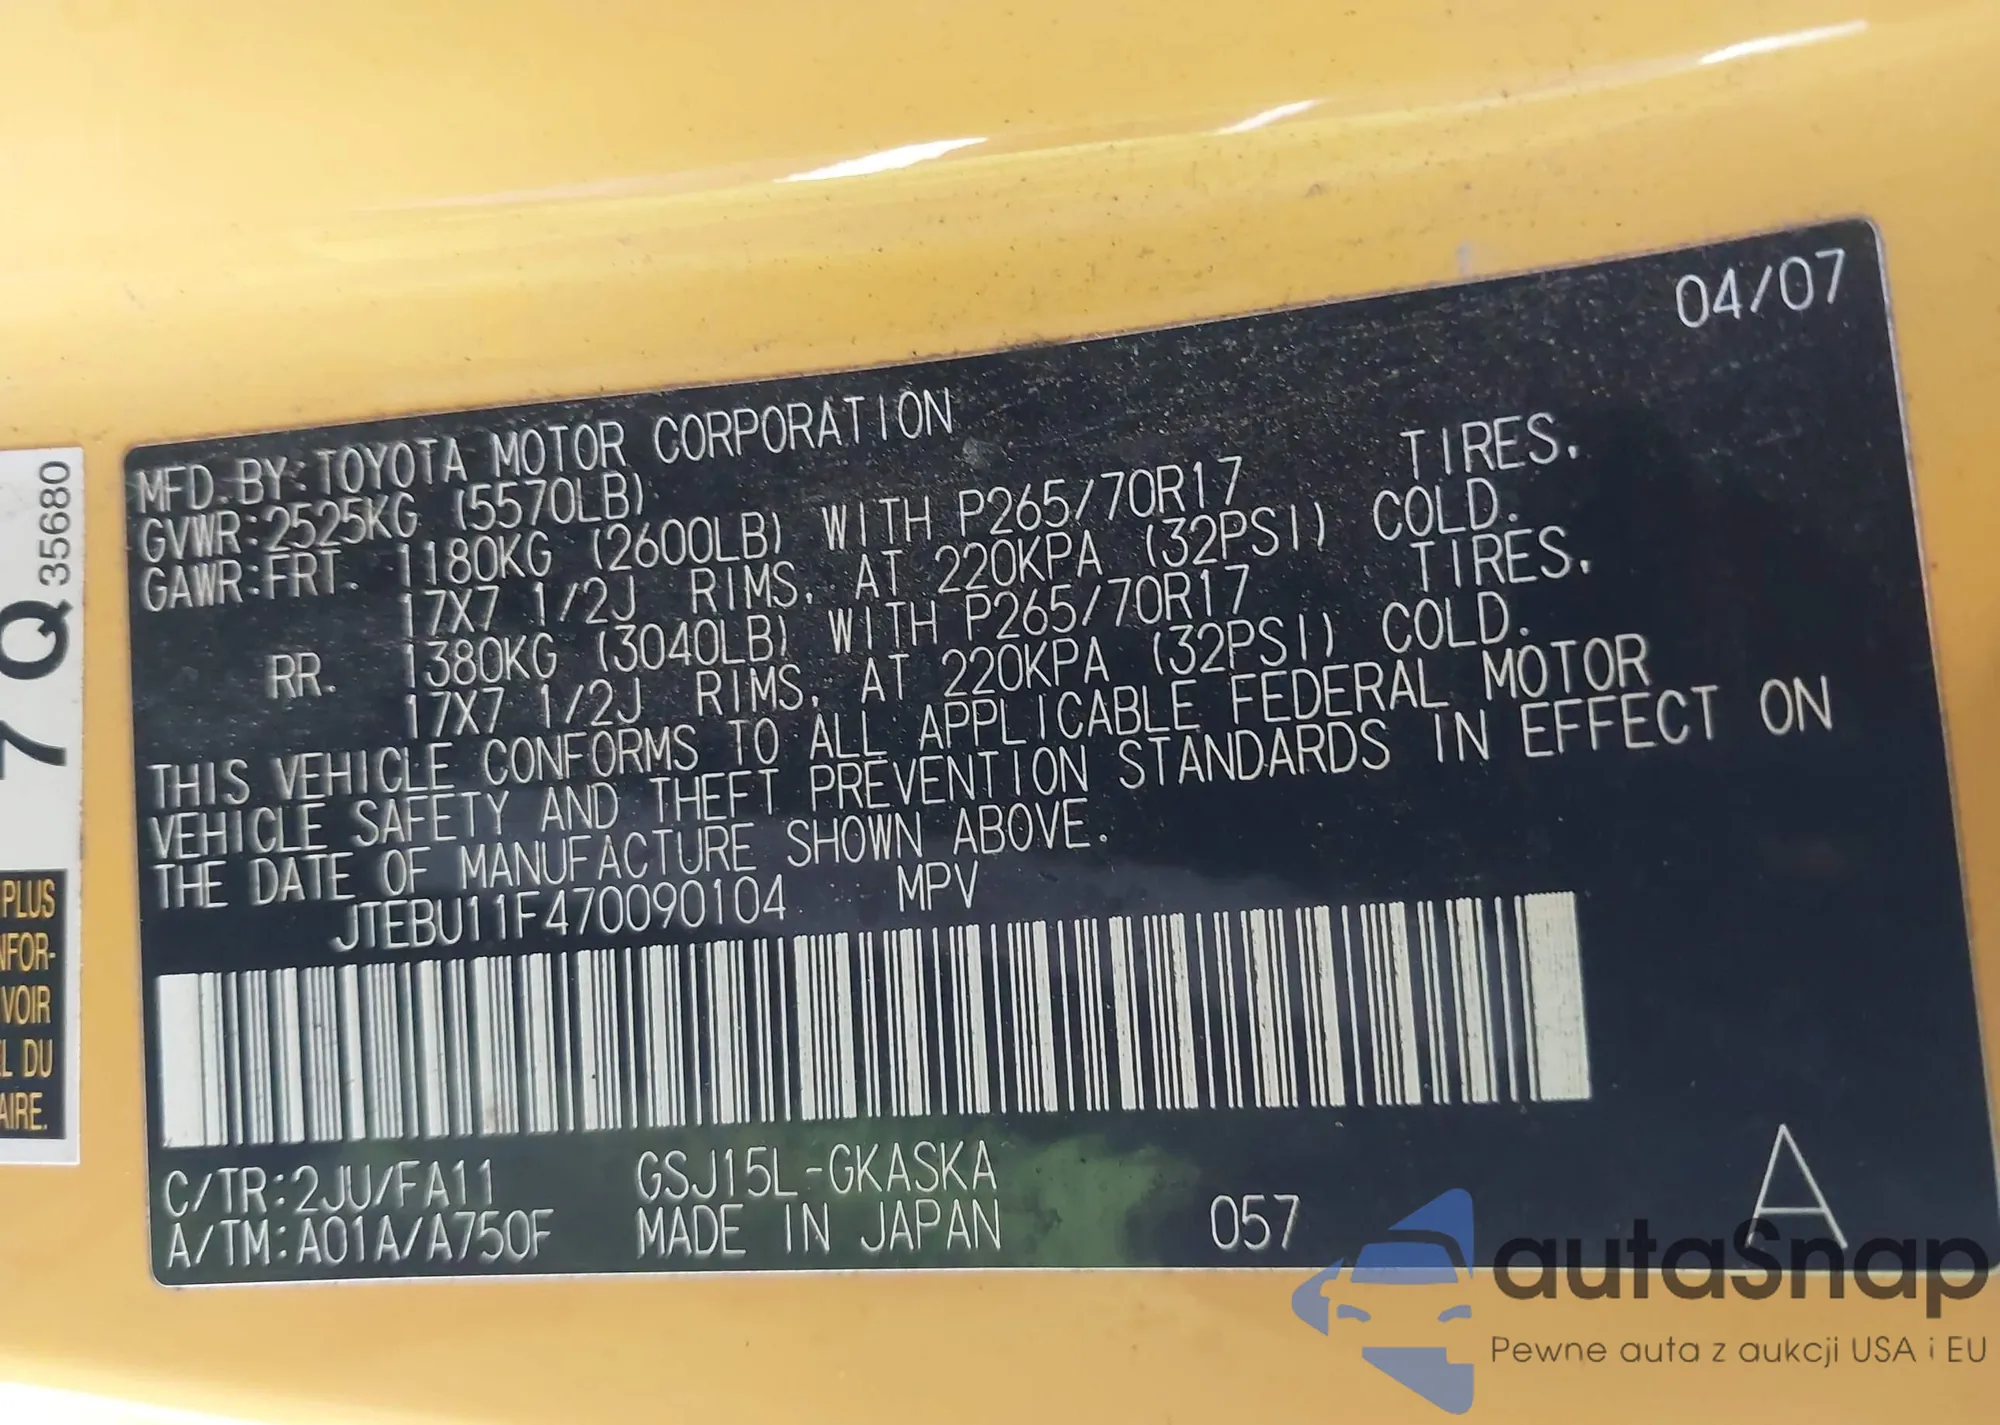 04/07
MFD. BY: TOYOTA MOTOR CORPORATION
GVWR: 2525KG (5570LB)
GAWR: FRT. 1180KG (2600LB) WITH P265/70R17 TIRES.
17X7 1/2J RIMS, AT 220KPA (32PSI) COLD.
RR. 1380KG (3040LB) WITH P265/70R17 TIRES.
17X7 1/2J RIMS, AT 220KPA (32PSI) COLD.
THIS VEHICLE CONFORMS TO ALL APPLICABLE FEDERAL MOTOR
VEHICLE SAFETY AND THEFT PREVENTION STANDARDS IN EFFECT ON
THE DATE OF MANUFACTURE SHOWN ABOVE.
JTEBU11F470090104 MPV
C/TR: 2JU/FA11 GSJ15L-GKASKA
A/TM: A01A/A750F MADE IN JAPAN 057 A
7Q 35680
PLUS
NFOR-
VOIR
EL DU
AIRE.
autaSnap
Pewne auta z aukcji USA i EU